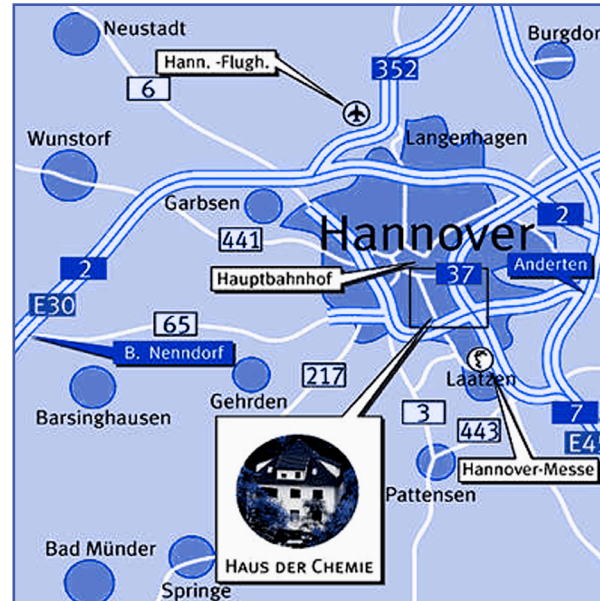 Neustadt
Burgdor
Hann. -Flugh.
352
6
Wunstorf
Langenhagen
Garbsen
2
441
Hannover
2
Hauptbahnhof
37
Anderten
E30
65
B. Nenndorf
217
Laatzen
Barsinghausen
Gehrden
3
7
443
E45
Hannover-Messe
Pattensen
Bad Münder
HAUS DER CHEMIE
Springe